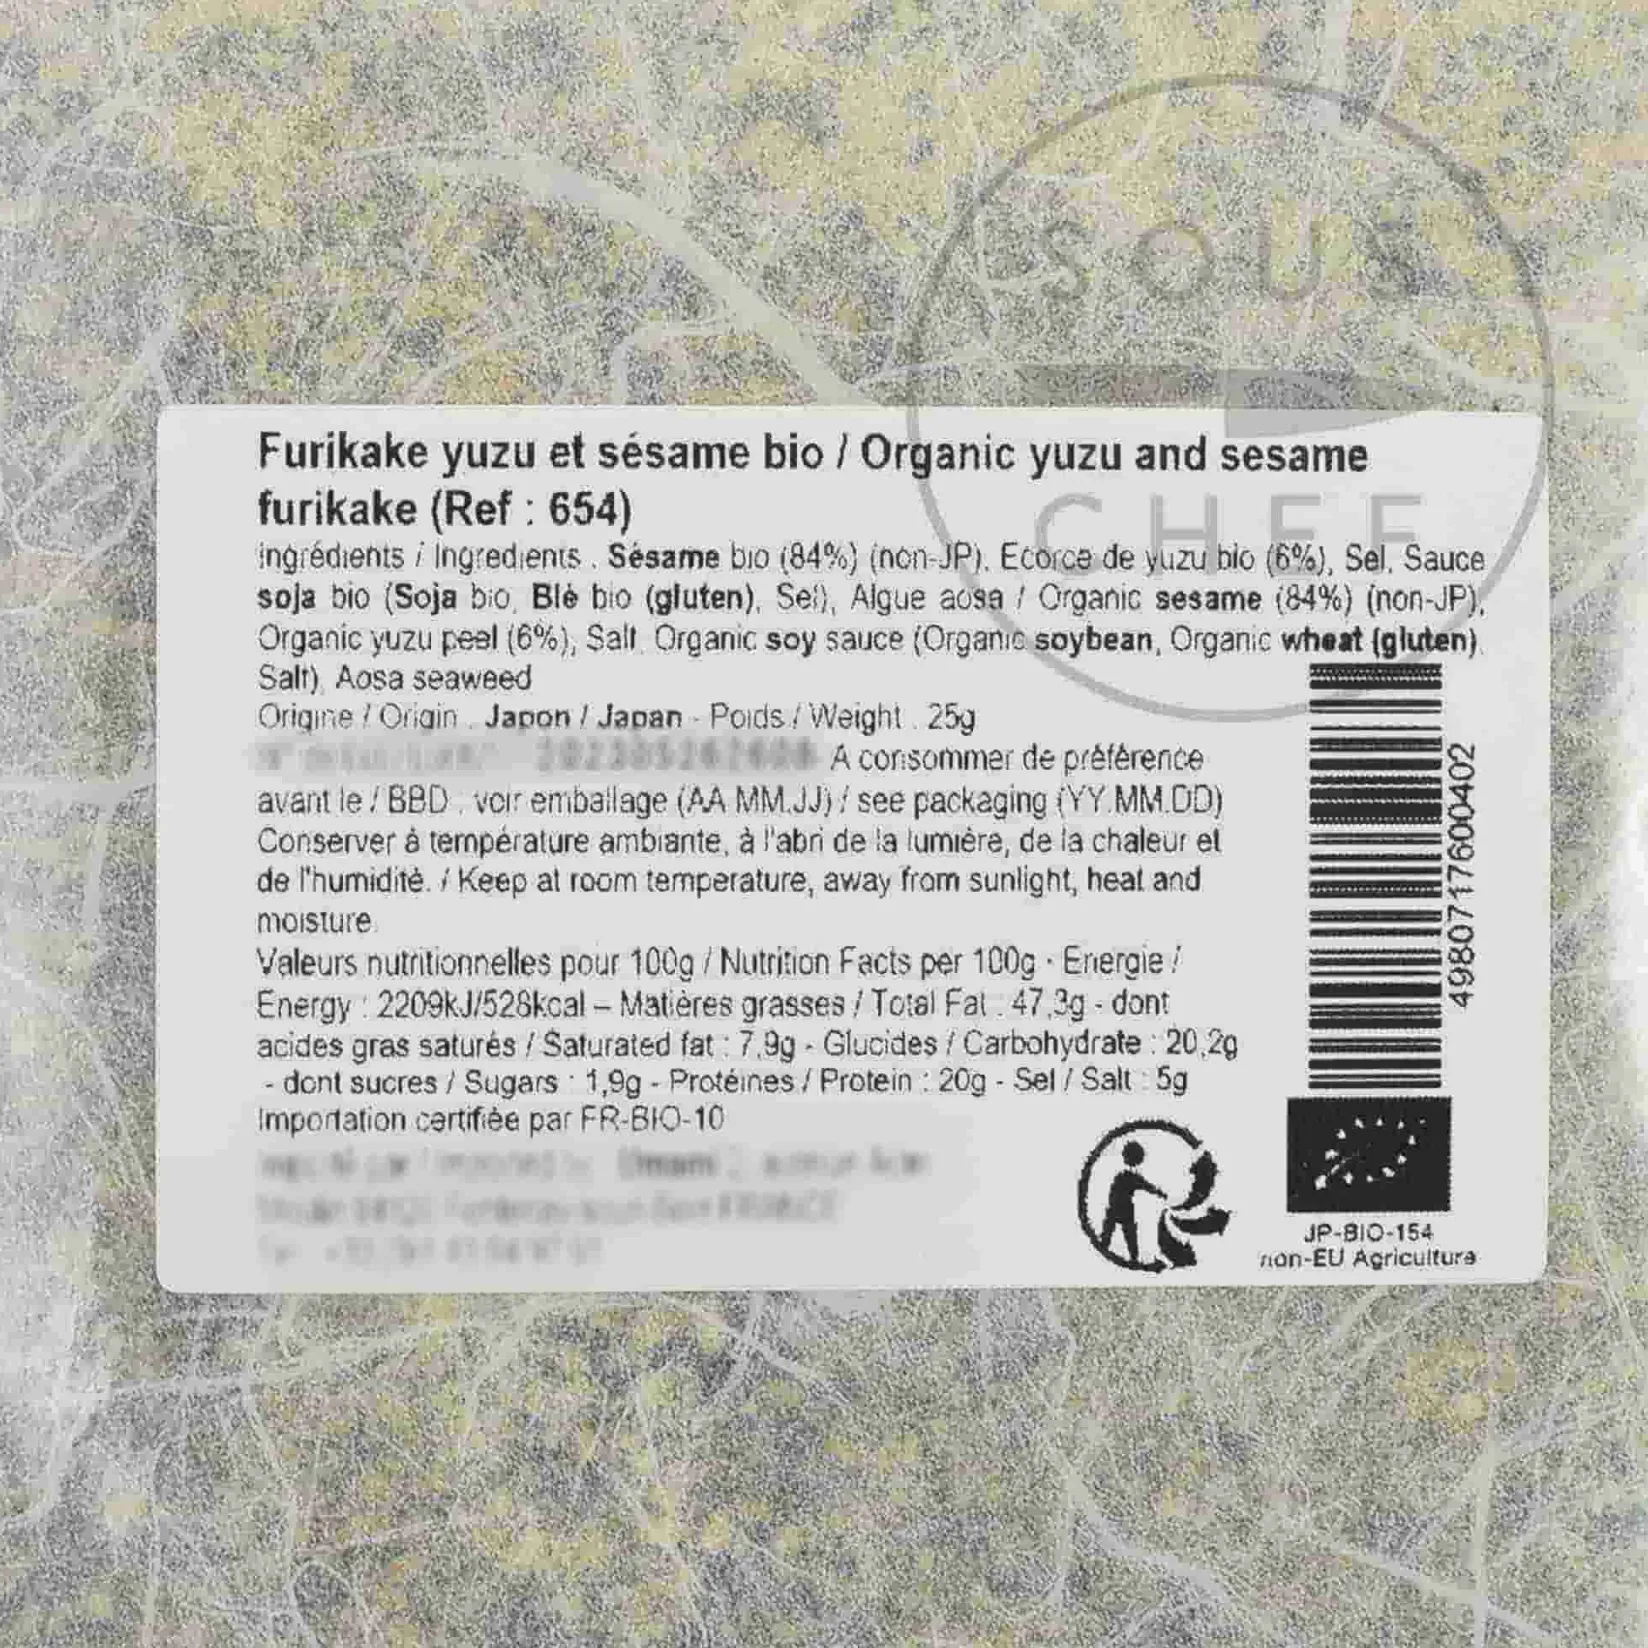 SOUS
CHEF
Furikake yuzu et sésame bio / Organic yuzu and sesame
furikake (Ref : 654)
Ingrédients / Ingredients : Sésame bio (84%) (non-JP), Ecorce de yuzu bio (6%), Sel, Sauce
soja bio (Soja bio, Blé bio (gluten), Sel), Algue aosa / Organic sesame (84%) (non-JP),
Organic yuzu peel (6%), Salt, Organic soy sauce (Organic soybean, Organic wheat (gluten),
Salt), Aosa seaweed
Origine / Origin : Japon / Japan - Poids / Weight : 25g
A consommer de préférence
avant le / BBD : voir emballage (AA.MM.JJ) / see packaging (YY.MM.DD)
Conserver à température ambiante, à l'abri de la lumière, de la chaleur et
de l'humidité. / Keep at room temperature, away from sunlight, heat and
moisture.
Valeurs nutritionnelles pour 100g / Nutrition Facts per 100g · Energie /
Energy : 2209kJ/528kcal – Matières grasses / Total Fat : 47,3g - dont
acides gras saturés / Saturated fat : 7,9g - Glucides / Carbohydrate : 20,2g
- dont sucres / Sugars : 1,9g - Protéines / Protein : 20g - Sel / Salt : 5g
Importation certifiée par FR-BIO-10
4980717600402
JP-BIO-154
non-EU Agriculture